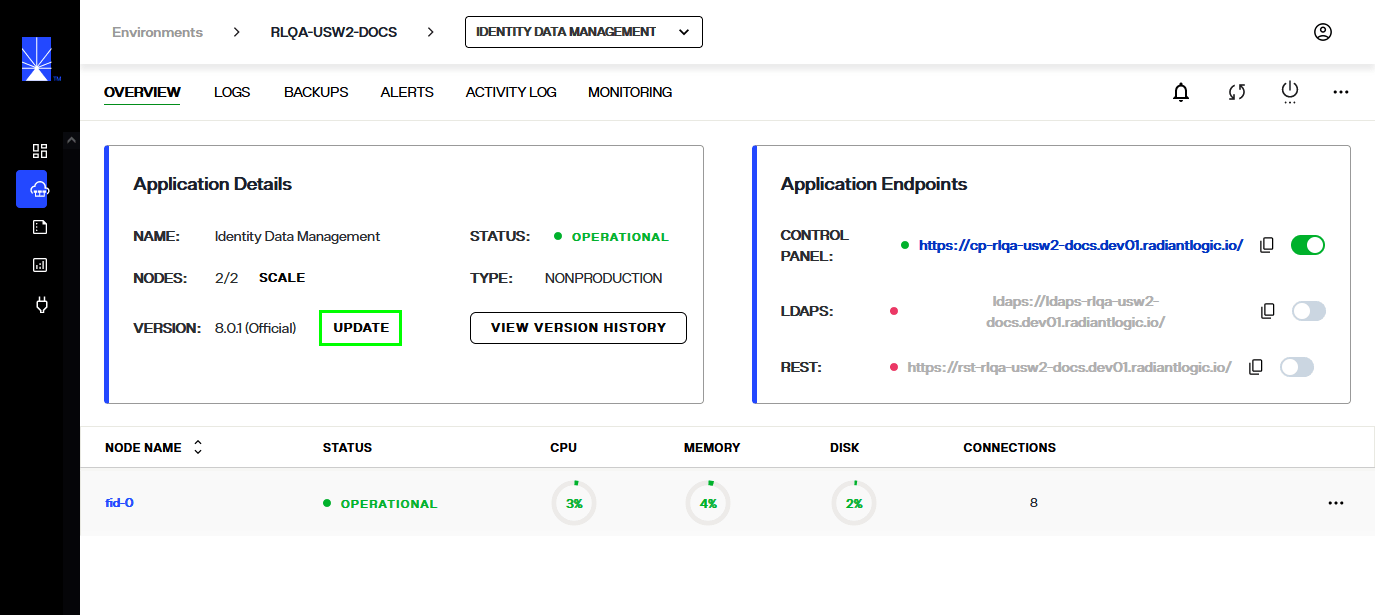 Environments > RLQA-USW2-DOCS > IDENTITY DATA MANAGEMENT
OVERVIEW LOGS BACKUPS ALERTS ACTIVITY LOG MONITORING
Application Details
NAME: Identity Data Management STATUS: OPERATIONAL
NODES: 2/2 SCALE TYPE: NONPRODUCTION
VERSION: 8.0.1 (Official) UPDATE VIEW VERSION HISTORY
Application Endpoints
CONTROL
PANEL:
https://cp-rlqa-usw2-docs.dev01.radiantlogic.io/
LDAPS:
ldaps://ldaps-rlqa-usw2-
docs.dev01.radiantlogic.io/
REST: https://rst-rlqa-usw2-docs.dev01.radiantlogic.io/
NODE NAME STATUS CPU MEMORY DISK CONNECTIONS
fid-0 OPERATIONAL 3% 4% 2% 8
TM